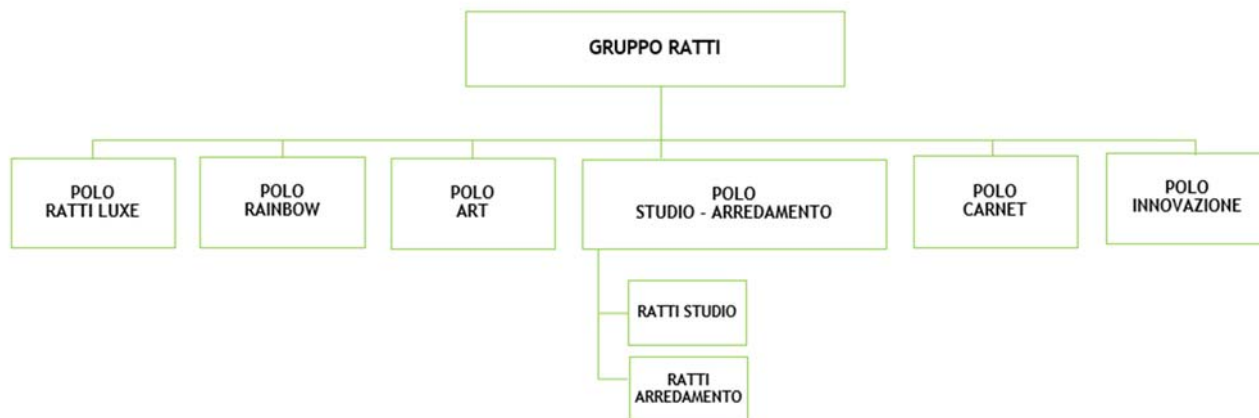 GRUPPO RATTI
POLO
RATTI LUXE
POLO
RAINBOW
POLO
ART
POLO
STUDIO - ARREDAMENTO
POLO
CARNET
POLO
INNOVAZIONE
RATTI STUDIO
RATTI
ARREDAMENTO